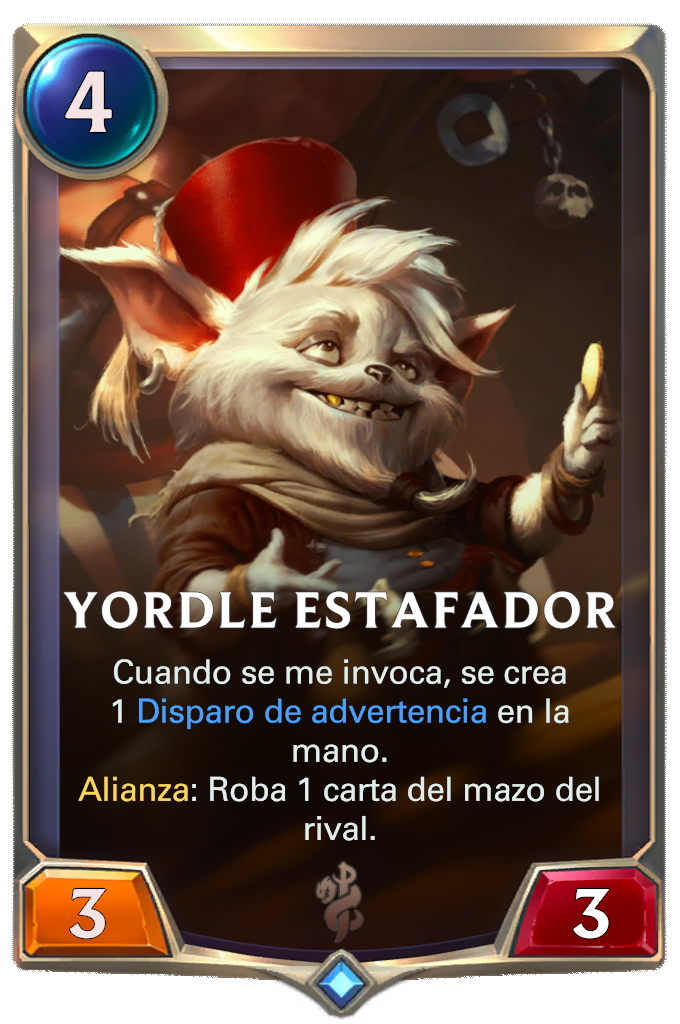 4
YORDLE ESTAFADOR
Cuando se me invoca, se crea
1 Disparo de advertencia en la
mano.
Alianza: Roba 1 carta del mazo del
rival.
3
3